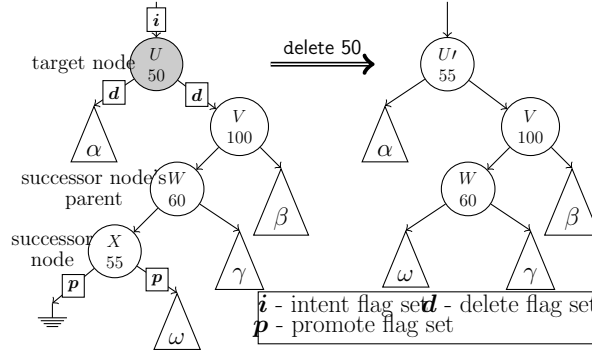 i
U
50
target node
d
d
delete 50
U′
55
α
V
100
α
V
100
successor node's
parent
W
60
β
W
60
β
successor
node
X
55
γ
ω
γ
p
p
ω
i - intent flag set d - delete flag set
p - promote flag set